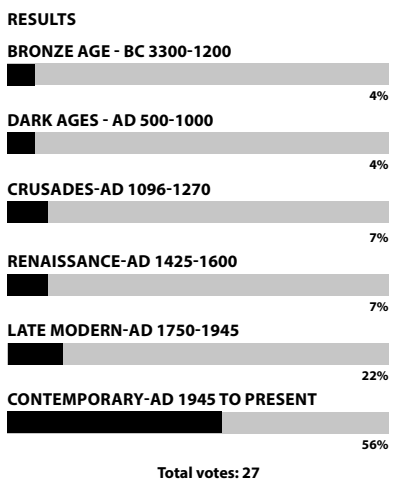 RESULTS
BRONZE AGE - BC 3300-1200
4%
DARK AGES - AD 500-1000
4%
CRUSADES-AD 1096-1270
7%
RENAISSANCE-AD 1425-1600
7%
LATE MODERN-AD 1750-1945
22%
CONTEMPORARY-AD 1945 TO PRESENT
56%
Total votes: 27